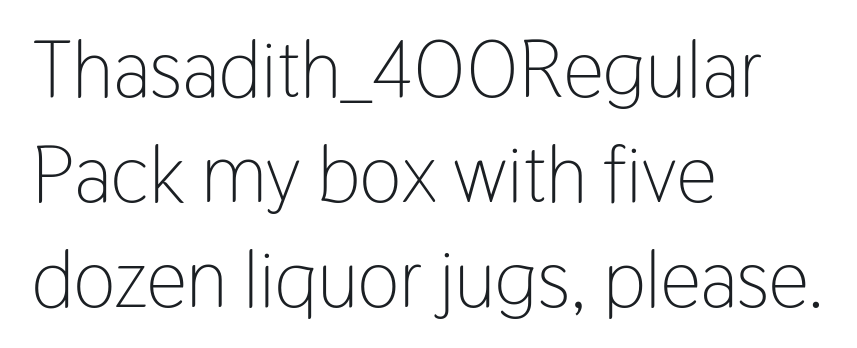 Thasadith_400Regular
Pack my box with five
dozen liquor jugs, please.